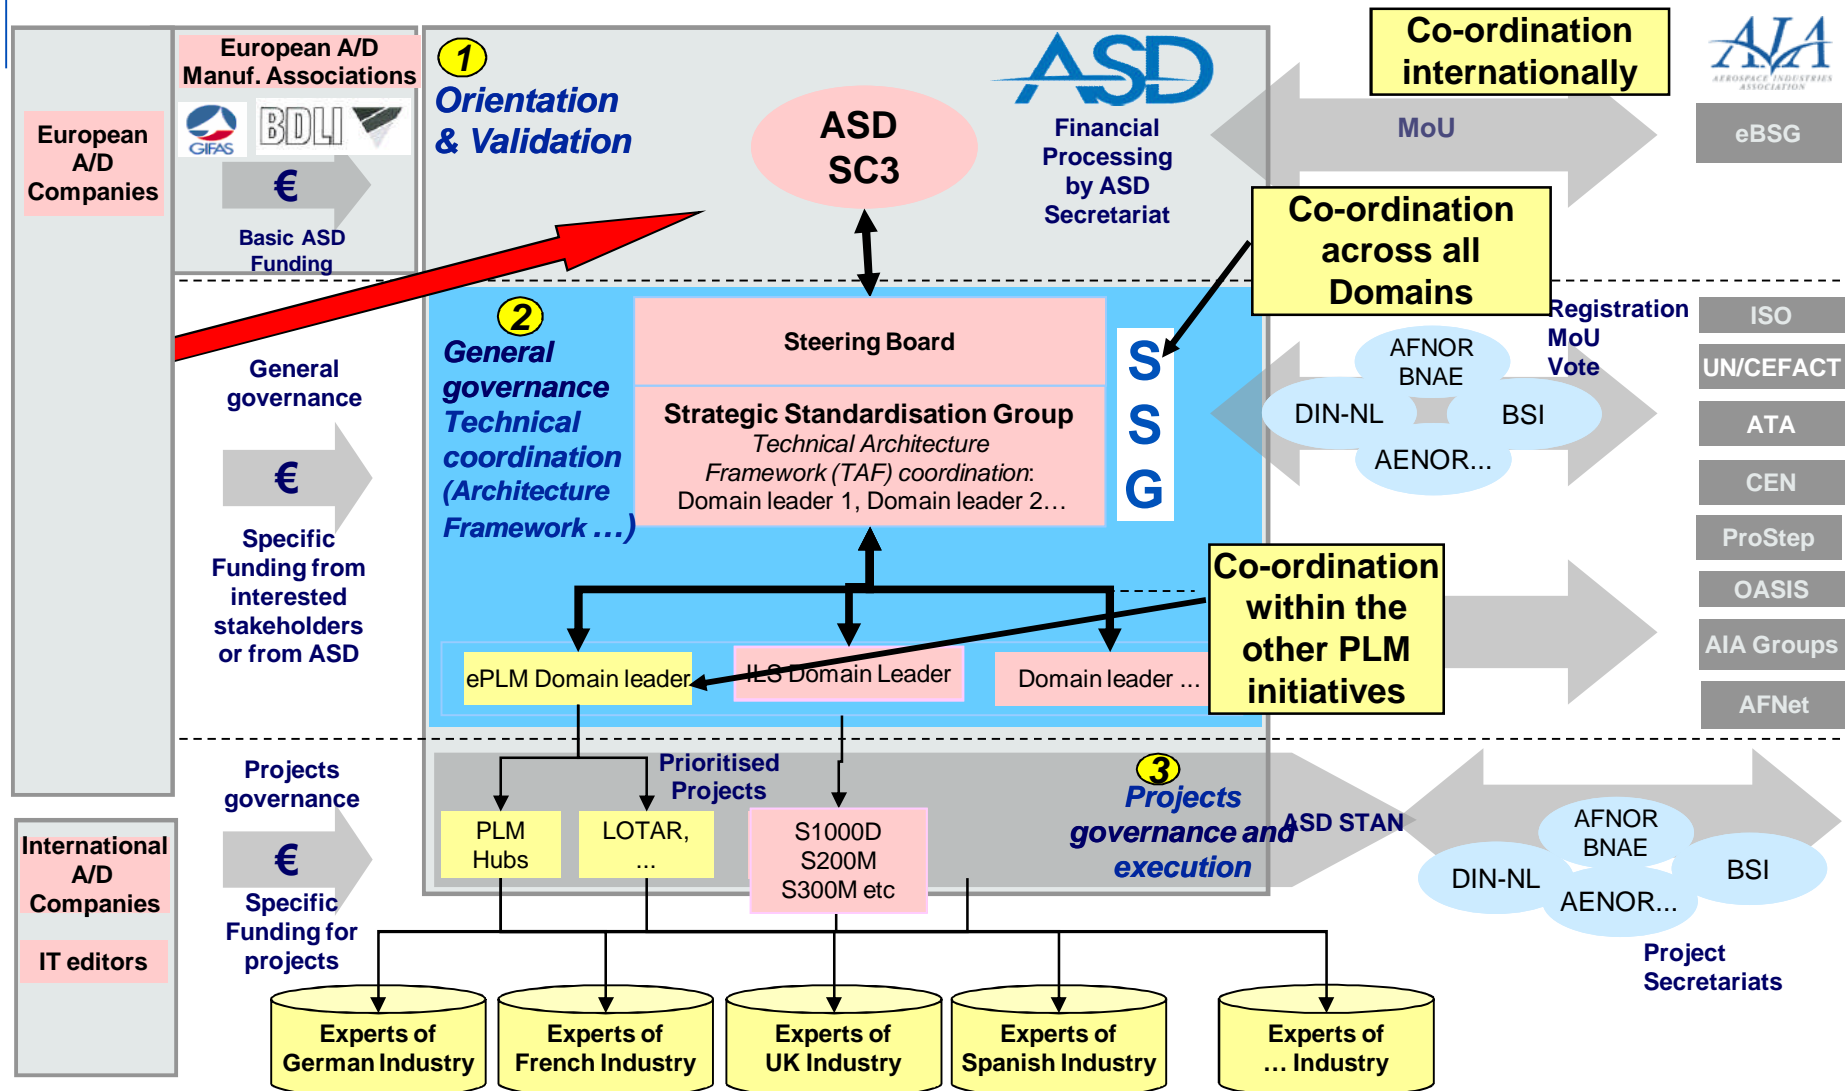 European A/D
Manuf. Associations
GIFAS
BDLI
€
Basic ASD
Funding
European
A/D
Companies
1
Orientation
& Validation
ASD
SC3
ASD
Financial
Processing
by ASD
Secretariat
Co-ordination
internationally
MoU
AIA
AEROSPACE INDUSTRIES
ASSOCIATION
eBSG
Co-ordination
across all
Domains
2
General
governance
Technical
coordination
(Architecture
Framework …)
General
governance
€
Specific
Funding from
interested
stakeholders
or from ASD
Steering Board
Strategic Standardisation Group
Technical Architecture
Framework (TAF) coordination:
Domain leader 1, Domain leader 2…
S
S
G
Registration
MoU
Vote
AFNOR
BNAE
DIN-NL
BSI
AENOR...
ISO
UN/CEFACT
ATA
CEN
ProStep
OASIS
AIA Groups
AFNet
Co-ordination
within the
other PLM
initiatives
ePLM Domain leader
ILS Domain Leader
Domain leader …
Projects
governance
€
Specific
Funding for
projects
International
A/D
Companies
IT editors
Prioritised
Projects
PLM
Hubs
LOTAR,
...
S1000D
S200M
S300M etc
3
Projects
governance and
execution
ASD STAN
AFNOR
BNAE
DIN-NL
BSI
AENOR...
Project
Secretariats
Experts of
German Industry
Experts of
French Industry
Experts of
UK Industry
Experts of
Spanish Industry
Experts of
… Industry